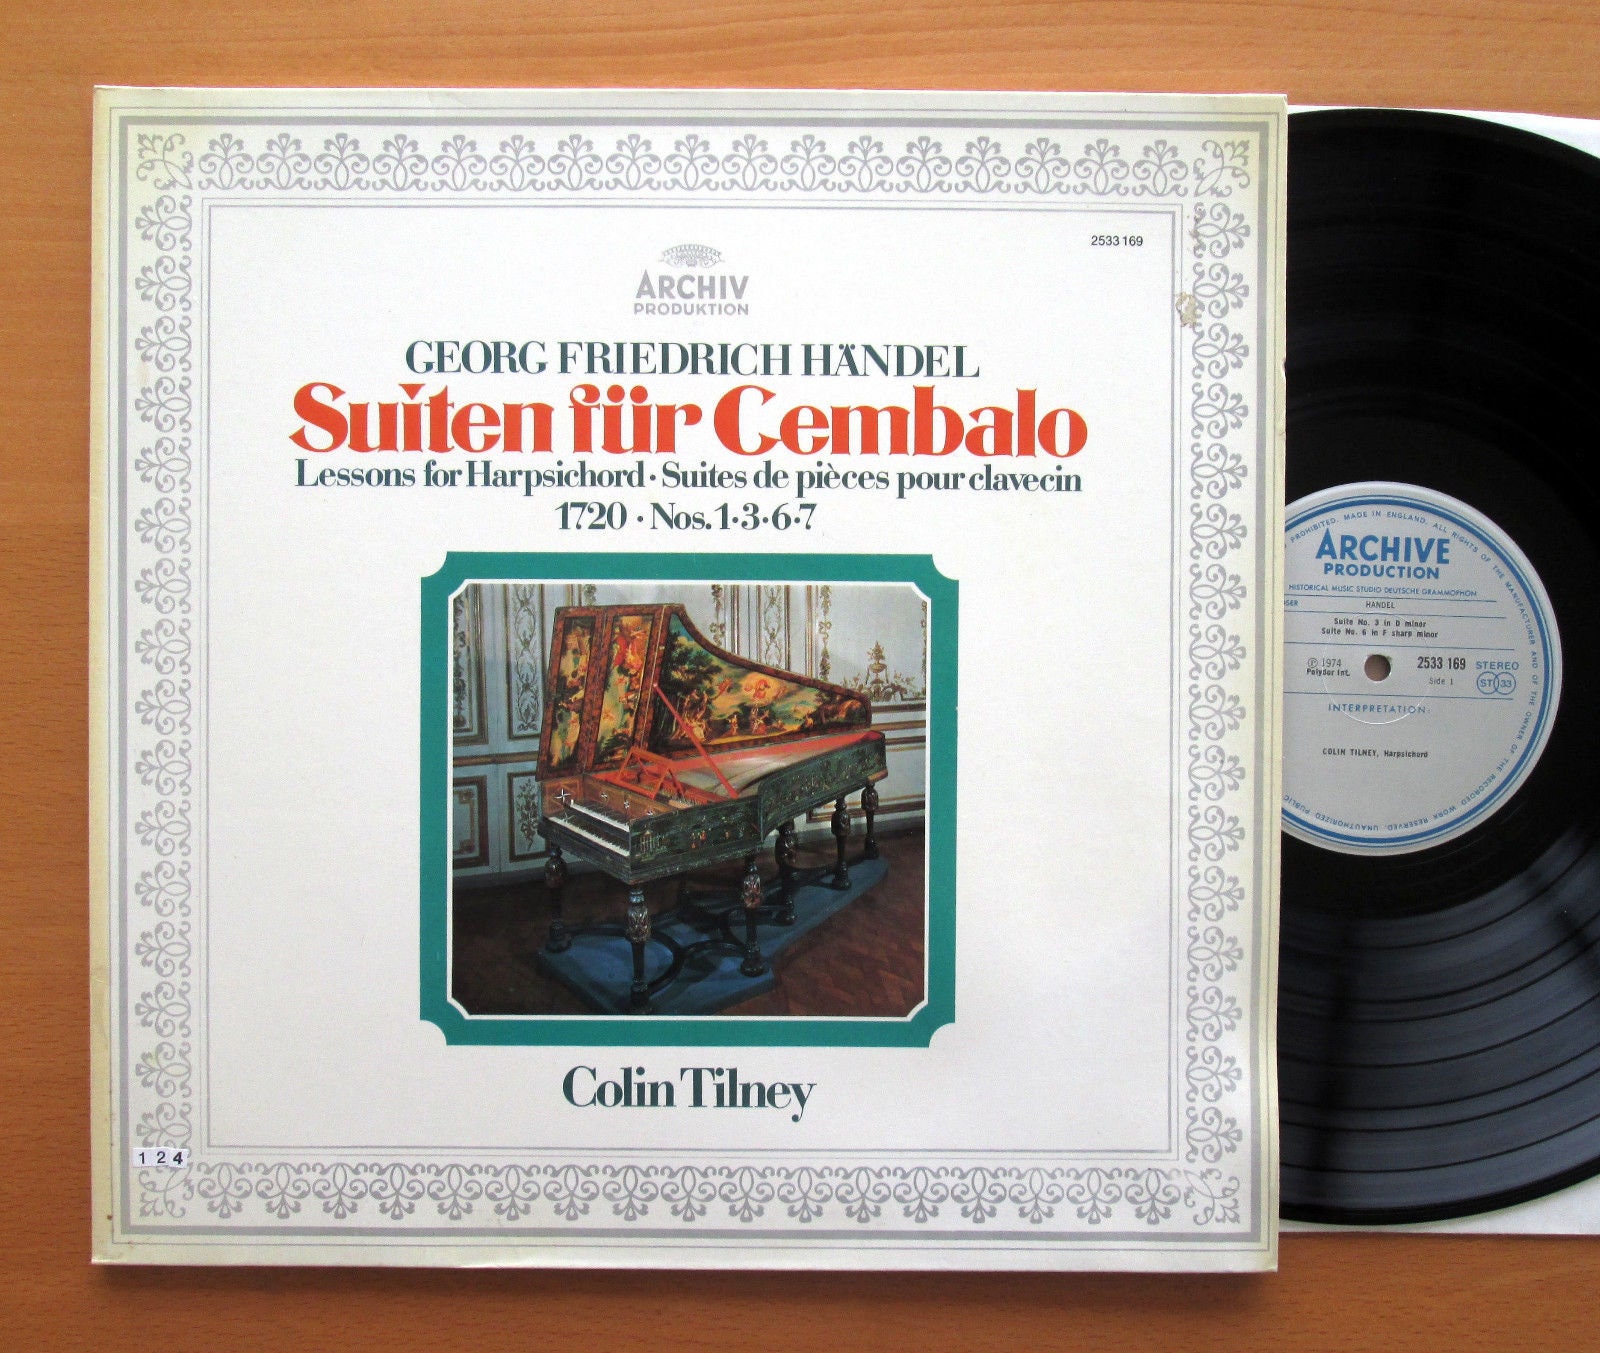 2533 169
ARCHIV
PRODUKTION
GEORG FRIEDRICH HÄNDEL
Suiten für Cembalo
Lessons for Harpsichord · Suites de pièces pour clavecin
1720 · Nos. 1·3·6·7
Colin Tilney
1 2 4
PROHIBITED. MADE IN ENGLAND. ALL RIGHTS OF THE MANUFACTURER AND OF THE OWNER OF THE RECORDED WORK RESERVED. UNAUTHORIZED PUBLIC
ARCHIVE
PRODUCTION
HISTORICAL MUSIC STUDIO DEUTSCHE GRAMMOPHON
HANDEL
Suite No. 3 in D minor
Suite No. 6 in F sharp minor
℗ 1974
Polydor Int.
2533 169
Side 1
STEREO
ST 33
INTERPRETATION:
COLIN TILNEY, Harpsichord